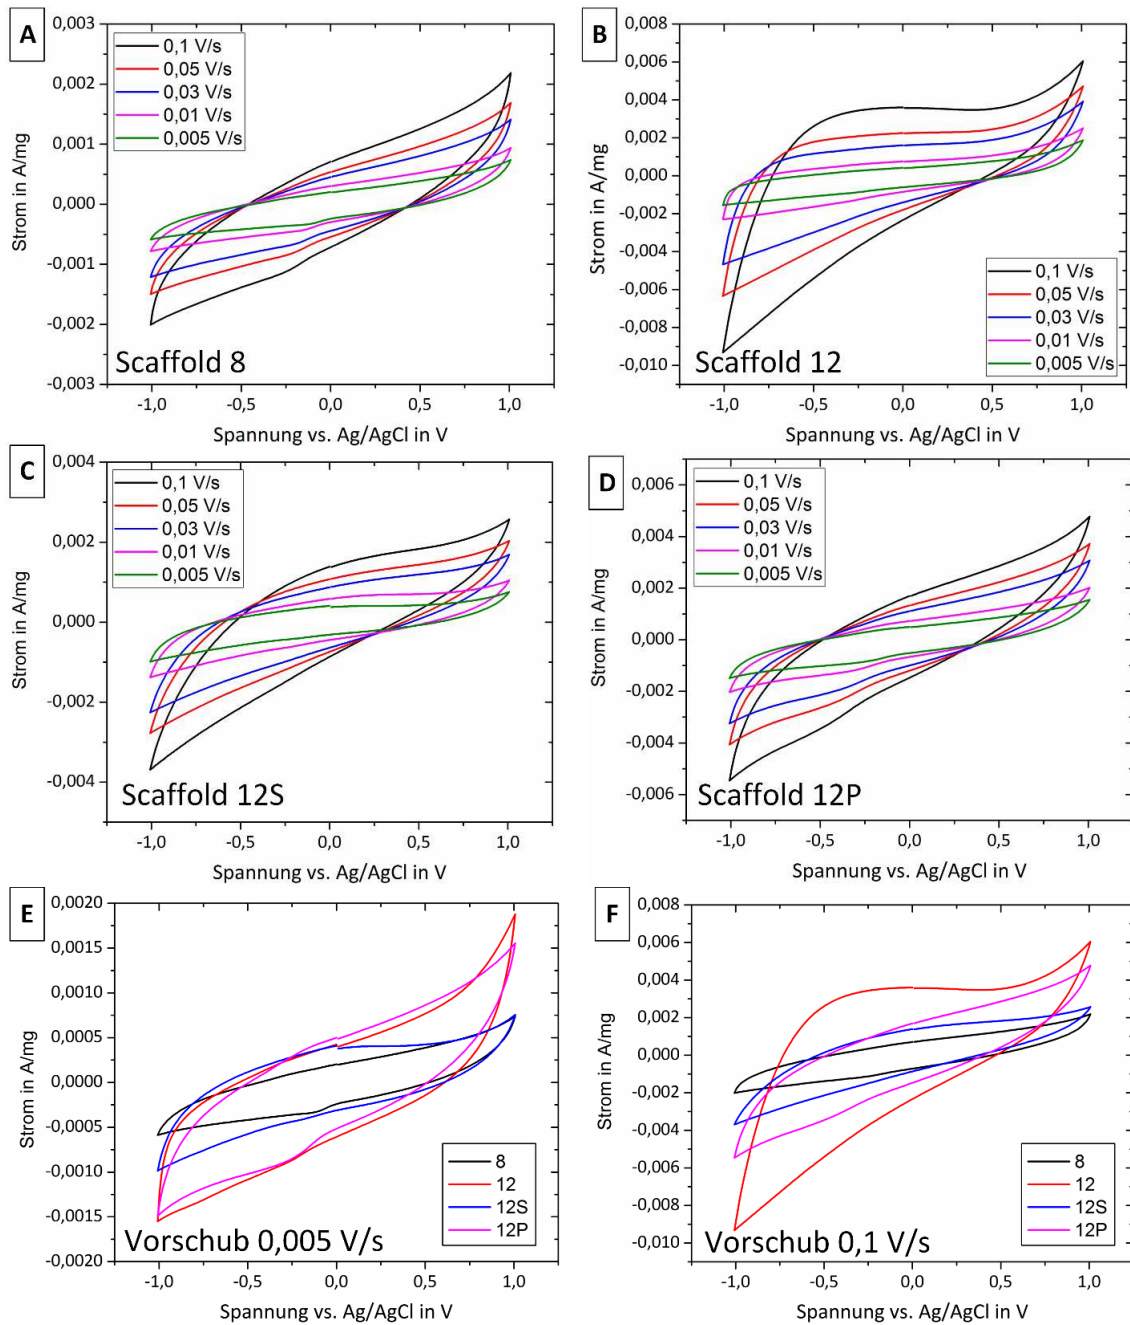 A
0,003
0,002
0,001
0,000
-0,001
-0,002
-0,003
Strom in A/mg
0,1 V/s
0,05 V/s
0,03 V/s
0,01 V/s
0,005 V/s
Scaffold 8
-1,0 -0,5 0,0 0,5 1,0
Spannung vs. Ag/AgCl in V
B
0,008
0,006
0,004
0,002
0,000
-0,002
-0,004
-0,006
-0,008
-0,010
Strom in A/mg
0,1 V/s
0,05 V/s
0,03 V/s
0,01 V/s
0,005 V/s
Scaffold 12
-1,0 -0,5 0,0 0,5 1,0
Spannung vs. Ag/AgCl in V
C
0,004
0,002
0,000
-0,002
-0,004
Strom in A/mg
0,1 V/s
0,05 V/s
0,03 V/s
0,01 V/s
0,005 V/s
Scaffold 12S
-1,0 -0,5 0,0 0,5 1,0
Spannung vs. Ag/AgCl in V
D
0,006
0,004
0,002
0,000
-0,002
-0,004
-0,006
Strom in A/mg
0,1 V/s
0,05 V/s
0,03 V/s
0,01 V/s
0,005 V/s
Scaffold 12P
-1,0 -0,5 0,0 0,5 1,0
Spannung vs. Ag/AgCl in V
E
0,0020
0,0015
0,0010
0,0005
0,0000
-0,0005
-0,0010
-0,0015
-0,0020
Strom in A/mg
8
12
12S
12P
Vorschub 0,005 V/s
-1,0 -0,5 0,0 0,5 1,0
Spannung vs. Ag/AgCl in V
F
0,008
0,006
0,004
0,002
0,000
-0,002
-0,004
-0,006
-0,008
-0,010
Strom in A/mg
8
12
12S
12P
Vorschub 0,1 V/s
-1,0 -0,5 0,0 0,5 1,0
Spannung vs. Ag/AgCl in V